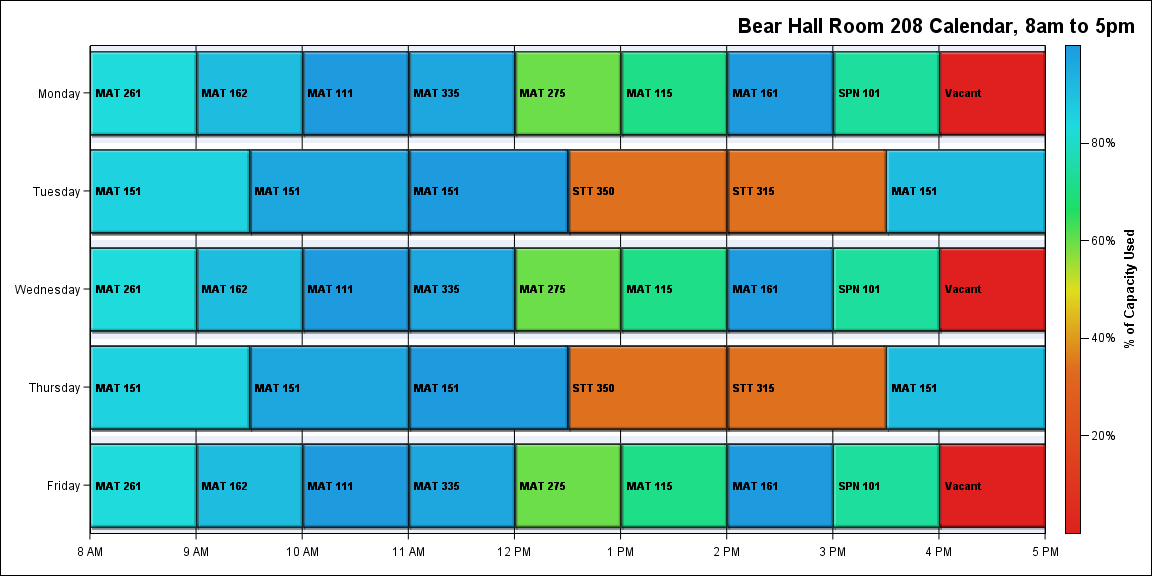 Bear Hall Room 208 Calendar, 8am to 5pm
Monday
MAT 261 MAT 162 MAT 111 MAT 335 MAT 275 MAT 115 MAT 161 SPN 101 Vacant
Tuesday
MAT 151 MAT 151 MAT 151 STT 350 STT 315 MAT 151
Wednesday
MAT 261 MAT 162 MAT 111 MAT 335 MAT 275 MAT 115 MAT 161 SPN 101 Vacant
Thursday
MAT 151 MAT 151 MAT 151 STT 350 STT 315 MAT 151
Friday
MAT 261 MAT 162 MAT 111 MAT 335 MAT 275 MAT 115 MAT 161 SPN 101 Vacant
8 AM 9 AM 10 AM 11 AM 12 PM 1 PM 2 PM 3 PM 4 PM 5 PM
80%
60%
40%
20%
% of Capacity Used